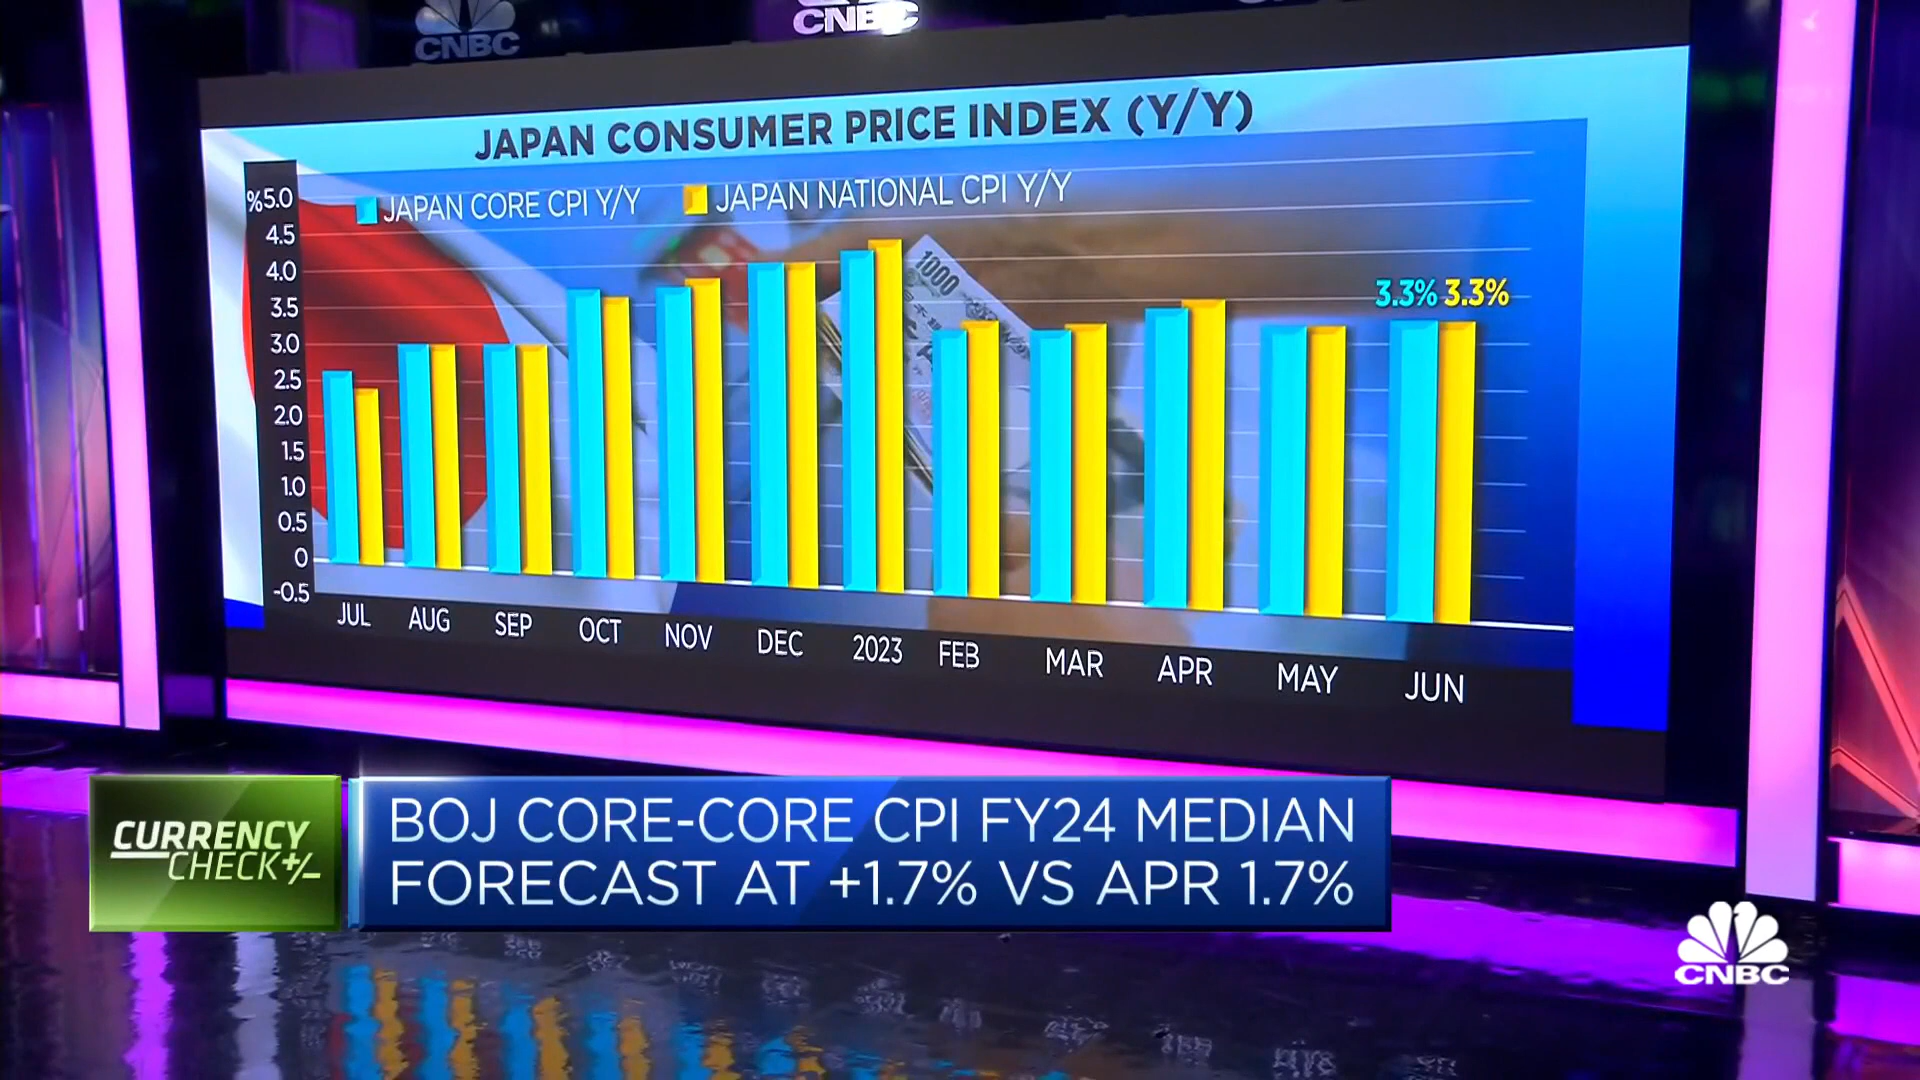 CNBC
CNBC
JAPAN CONSUMER PRICE INDEX (Y/Y)
JAPAN CORE CPI Y/Y JAPAN NATIONAL CPI Y/Y
%5.0
4.5
4.0
3.5
3.0
2.5
2.0
1.5
1.0
0.5
0
-0.5
1000
3.3% 3.3%
JUL AUG SEP OCT NOV DEC 2023 FEB MAR APR MAY JUN
CURRENCY
CHECK+/-
BOJ CORE-CORE CPI FY24 MEDIAN
FORECAST AT +1.7% VS APR 1.7%
CNBC